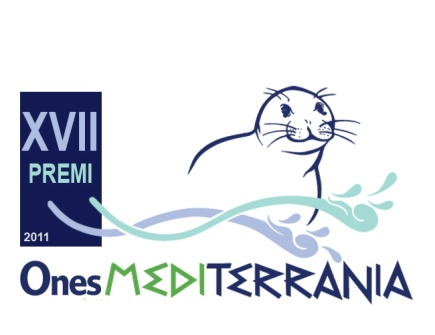 XVII
PREMI
2011
Ones MEDITERRANIA